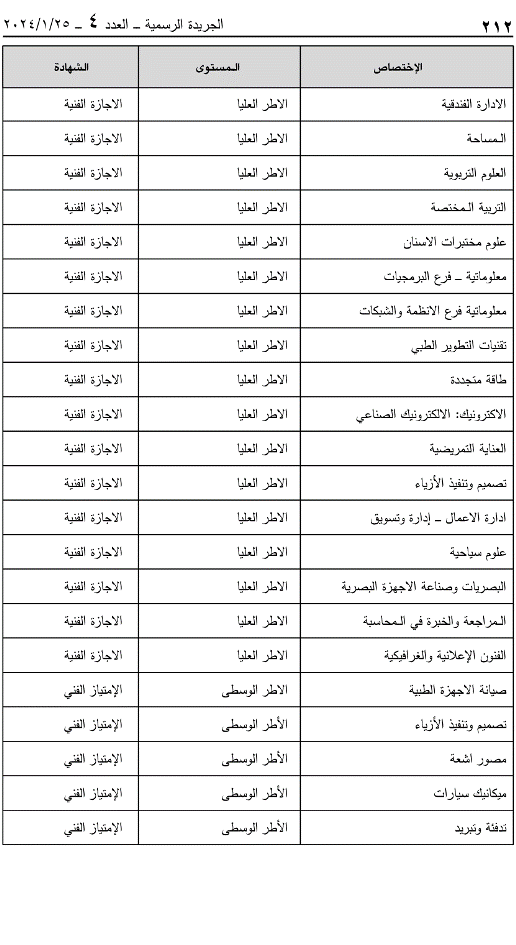 ٢١٢
الجريدة الرسمية ــ العدد ٤ ــ ٢٠٢٤/١/٢٥
الإختصاص المستوى الشهادة
الادارة الفندقية الاطر العليا الاجازة الفنية
المساحة الاطر العليا الاجازة الفنية
العلوم التربوية الاطر العليا الاجازة الفنية
التربية المختصة الاطر العليا الاجازة الفنية
علوم مختبرات الاسنان الاطر العليا الاجازة الفنية
معلوماتية ــ فرع البرمجيات الاطر العليا الاجازة الفنية
معلوماتية فرع الانظمة والشبكات الاطر العليا الاجازة الفنية
تقنيات التطوير الطبي الاطر العليا الاجازة الفنية
طاقة متجددة الاطر العليا الاجازة الفنية
الاكترونيك: الالكترونيك الصناعي الاطر العليا الاجازة الفنية
العناية التمريضية الاطر العليا الاجازة الفنية
تصميم وتنفيذ الأزياء الاطر العليا الاجازة الفنية
ادارة الاعمال ــ إدارة وتسويق الاطر العليا الاجازة الفنية
علوم سياحية الاطر العليا الاجازة الفنية
البصريات وصناعة الاجهزة البصرية الاطر العليا الاجازة الفنية
المراجعة والخبرة في المحاسبة الاطر العليا الاجازة الفنية
الفنون الإعلانية والغرافيكية الاطر العليا الاجازة الفنية
صيانة الاجهزة الطبية الاطر الوسطى الإمتياز الفني
تصميم وتنفيذ الأزياء الأطر الوسطى الإمتياز الفني
مصور اشعة الأطر الوسطى الإمتياز الفني
ميكانيك سيارات الأطر الوسطى الإمتياز الفني
تدفئة وتبريد الأطر الوسطى الإمتياز الفني